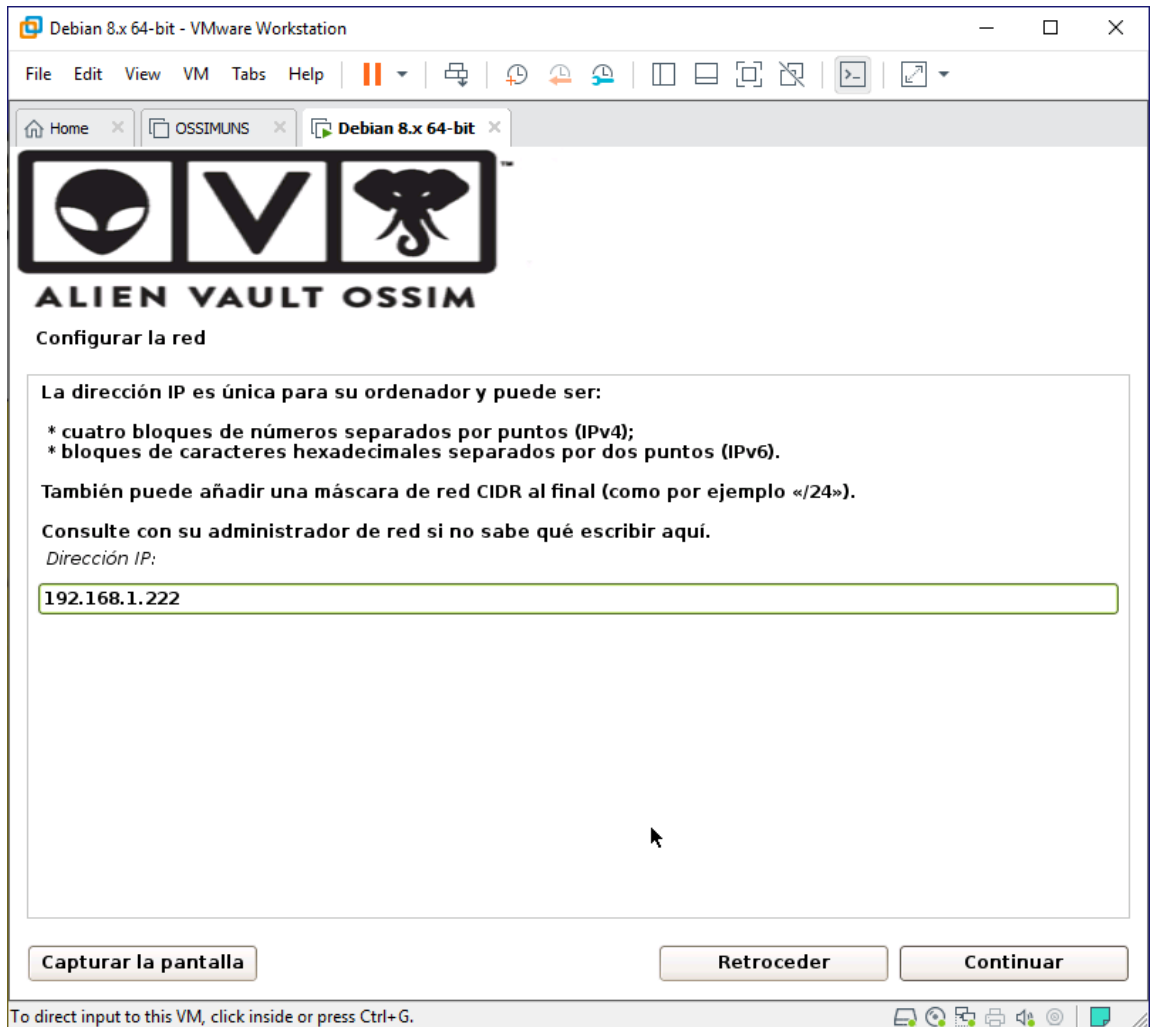 Debian 8.x 64-bit - VMware Workstation
File Edit View VM Tabs Help
Home OSSIMUNS Debian 8.x 64-bit
V ™
ALIEN VAULT OSSIM
Configurar la red
La dirección IP es única para su ordenador y puede ser:
* cuatro bloques de números separados por puntos (IPv4);
* bloques de caracteres hexadecimales separados por dos puntos (IPv6).
También puede añadir una máscara de red CIDR al final (como por ejemplo «/24»).
Consulte con su administrador de red si no sabe qué escribir aquí.
Dirección IP:
192.168.1.222
Capturar la pantalla Retroceder Continuar
To direct input to this VM, click inside or press Ctrl+G.